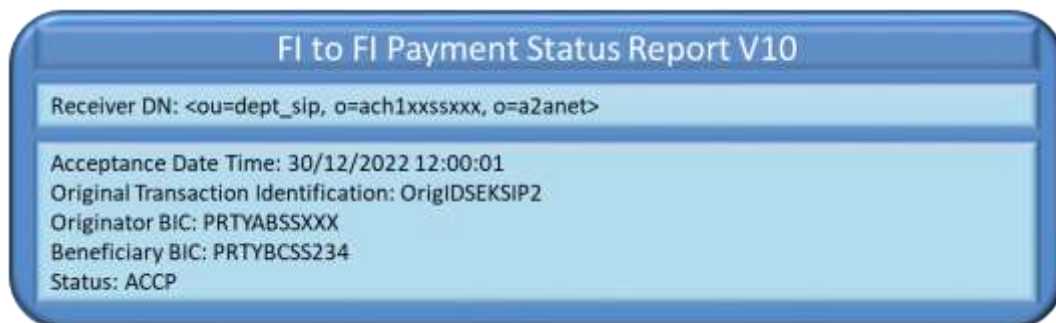 FI to FI Payment Status Report V10
Receiver DN: <ou=dept_sip, o=ach1xxssxxx, o=a2anet>
Acceptance Date Time: 30/12/2022 12:00:01
Original Transaction Identification: OrigIDSEKSIP2
Originator BIC: PRTYABSSXXX
Beneficiary BIC: PRTYBCSS234
Status: ACCP